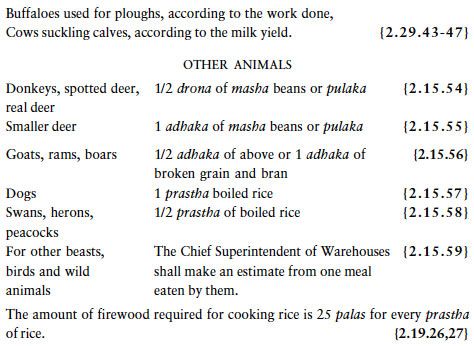 Buffaloes used for ploughs, according to the work done,
Cows suckling calves, according to the milk yield. {2.29.43-47}
OTHER ANIMALS
Donkeys, spotted deer, 1/2 drona of masha beans or pulaka {2.15.54}
real deer
Smaller deer 1 adhaka of masha beans or pulaka {2.15.55}
Goats, rams, boars 1/2 adhaka of above or 1 adhaka of {2.15.56}
broken grain and bran
Dogs 1 prastha boiled rice {2.15.57}
Swans, herons, 1/2 prastha of boiled rice {2.15.58}
peacocks
For other beasts, The Chief Superintendent of Warehouses {2.15.59}
birds and wild shall make an estimate from one meal
animals eaten by them.
The amount of firewood required for cooking rice is 25 palas for every prastha
of rice. {2.19.26,27}